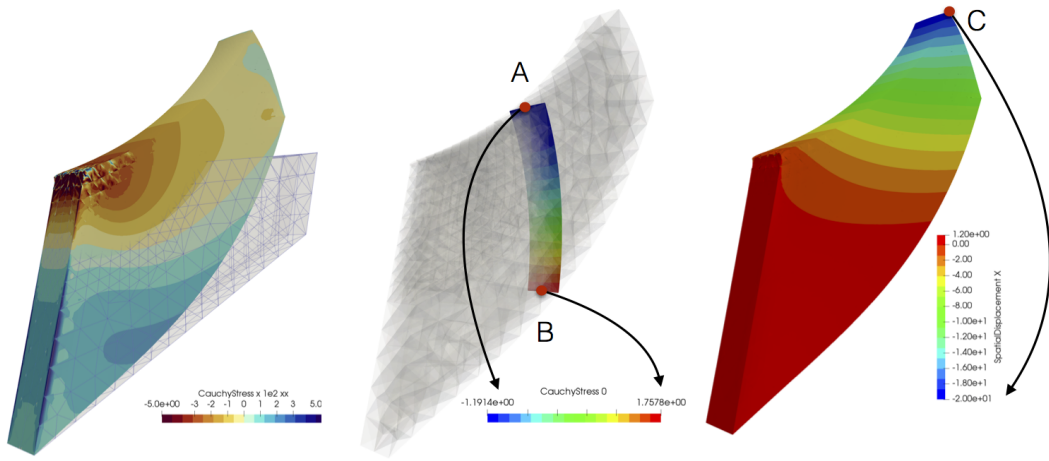 A
B
C
CauchyStress x 1e2 xx
-5.0e+00 -3 -2 -1 0 1 2 3 5.0
CauchyStress 0
-1.1914e+00 1.7578e+00
1.20e+00
0.00
-2.00
-4.00
-6.00
-8.00
-1.00e+1
-1.20e+1
-1.40e+1
-1.60e+1
-1.80e+1
-2.00e+01
SpatialDisplacement X